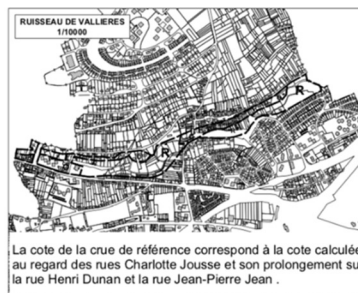 RUISSEAU DE VALLIERES
1/10000
R
R
La cote de la crue de référence correspond à la cote calculée
au regard des rues Charlotte Jousse et son prolongement su
la rue Henri Dunan et la rue Jean-Pierre Jean .